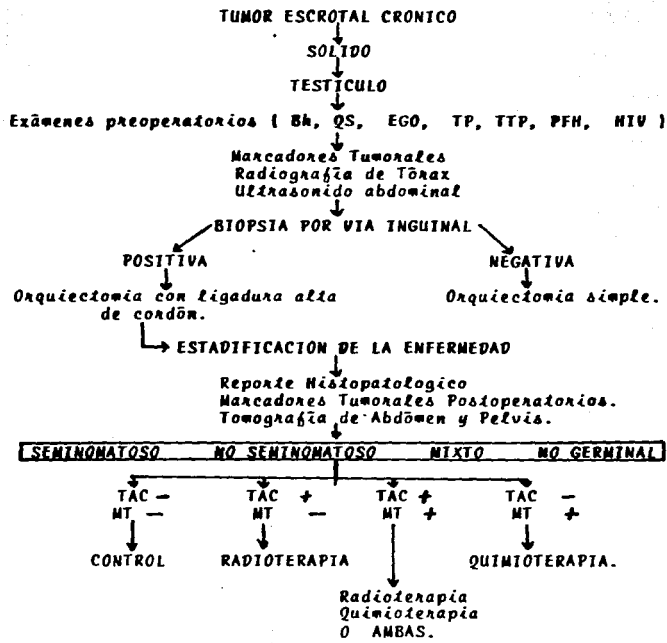 TUMOR ESCROTAL CRONICO
SOLIDO
TESTICULO
Exámenes preoperatorios ( Bh, QS, EGO, TP, TTP, PFH, HIV )
Marcadores Tumorales
Radiografía de Tórax
Ultrasonido abdominal
BIOPSIA POR VIA INGUINAL
POSITIVA NEGATIVA
Orquiectomia con ligadura alta de cordón. Orquiectomia simple.
ESTADIFICACION DE LA ENFERMEDAD
Reporte Histopatologico
Marcadores Tumorales Postoperatorios.
Tomografía de Abdómen y Pelvis.
SEMINOMATOSO NO SEMINOMATOSO MIXTO NO GERMINAL
TAC - TAC + TAC + TAC -
MT - MT - MT + MT +
CONTROL RADIOTERAPIA QUIMIOTERAPIA.
Radioterapia
Quimioterapia
O AMBAS.